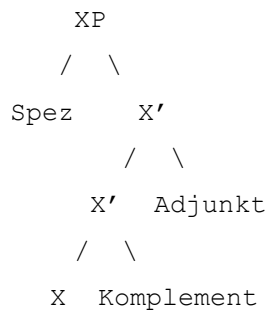 XP
/ \
Spez X’
/ \
X’ Adjunkt
/ \
X Komplement